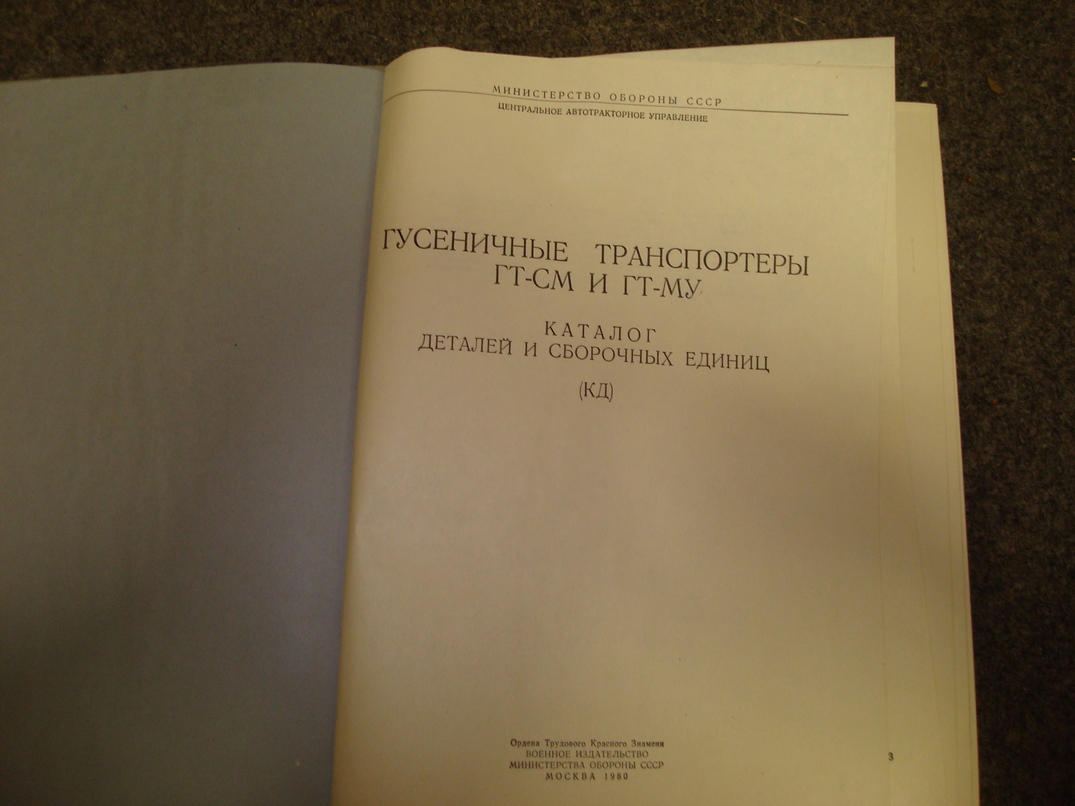 МИНИСТЕРСТВО ОБОРОНЫ СССР
ЦЕНТРАЛЬНОЕ АВТОТРАКТОРНОЕ УПРАВЛЕНИЕ
ГУСЕНИЧНЫЕ ТРАНСПОРТЕРЫ
ГТ-СМ И ГТ-МУ
КАТАЛОГ
ДЕТАЛЕЙ И СБОРОЧНЫХ ЕДИНИЦ
(КД)
Ордена Трудового Красного Знамени
ВОЕННОЕ ИЗДАТЕЛЬСТВО
МИНИСТЕРСТВА ОБОРОНЫ СССР
МОСКВА 1980
3